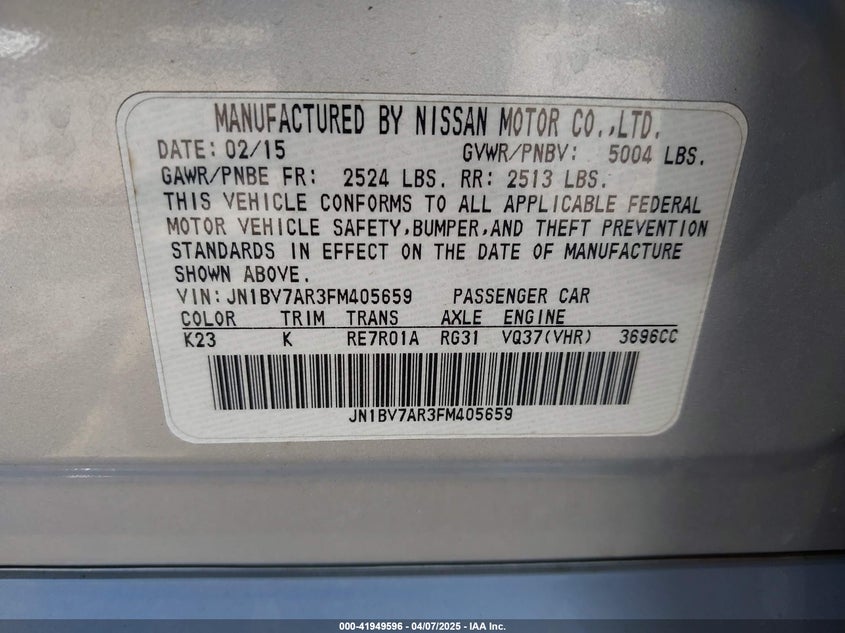 MANUFACTURED BY NISSAN MOTOR CO.,LTD.
DATE: 02/15 GVWR/PNBV: 5004 LBS.
GAWR/PNBE FR: 2524 LBS. RR: 2513 LBS.
THIS VEHICLE CONFORMS TO ALL APPLICABLE FEDERAL
MOTOR VEHICLE SAFETY,BUMPER,AND THEFT PREVENTION
STANDARDS IN EFFECT ON THE DATE OF MANUFACTURE
SHOWN ABOVE.
VIN: JN1BV7AR3FM405659 PASSENGER CAR
COLOR TRIM TRANS AXLE ENGINE
K23 K RE7R01A RG31 VQ37(VHR) 3696CC
JN1BV7AR3FM405659
000-41949596 - 04/07/2025 - IAA Inc.